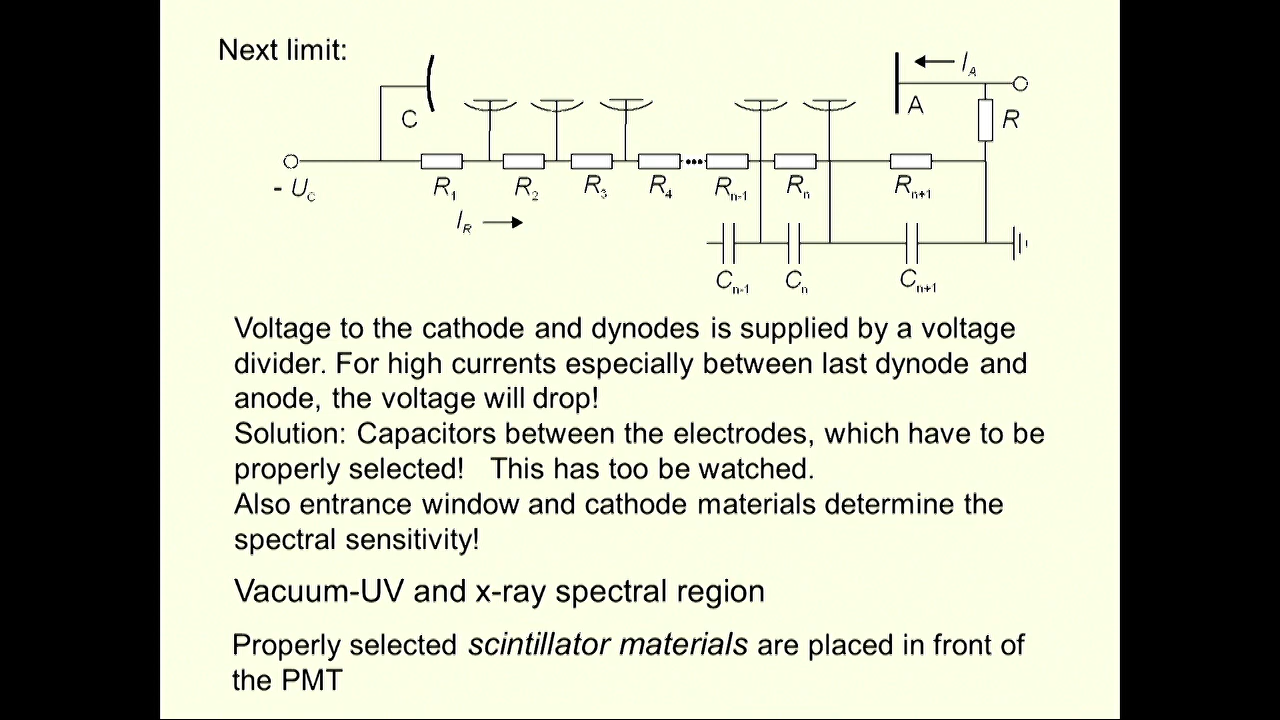 Next limit:
I_A
C
A
R
- U_C
R_1
R_2
R_3
R_4
R_n-1
R_n
R_n+1
I_R
C_n-1
C_n
C_n+1
Voltage to the cathode and dynodes is supplied by a voltage
divider. For high currents especially between last dynode and
anode, the voltage will drop!
Solution: Capacitors between the electrodes, which have to be
properly selected! This has too be watched.
Also entrance window and cathode materials determine the
spectral sensitivity!
Vacuum-UV and x-ray spectral region
Properly selected scintillator materials are placed in front of
the PMT